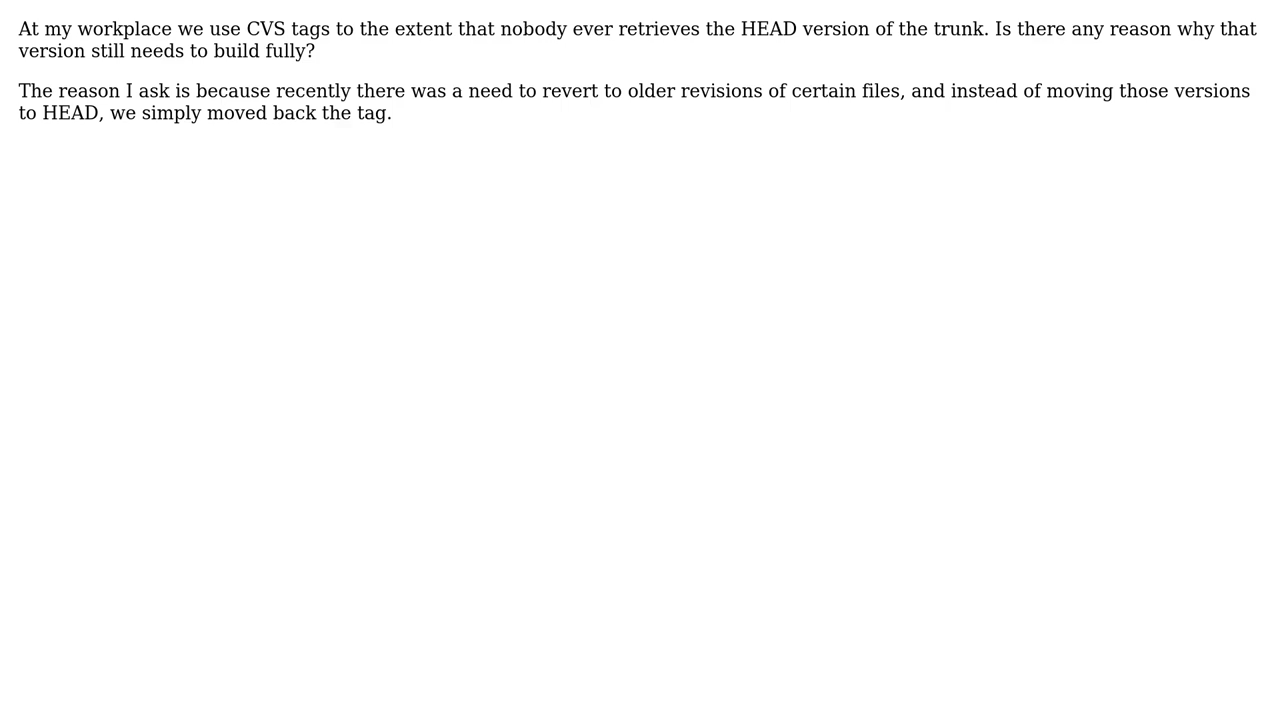 At my workplace we use CVS tags to the extent that nobody ever retrieves the HEAD version of the trunk. Is there any reason why that
version still needs to build fully?
The reason I ask is because recently there was a need to revert to older revisions of certain files, and instead of moving those versions
to HEAD, we simply moved back the tag.